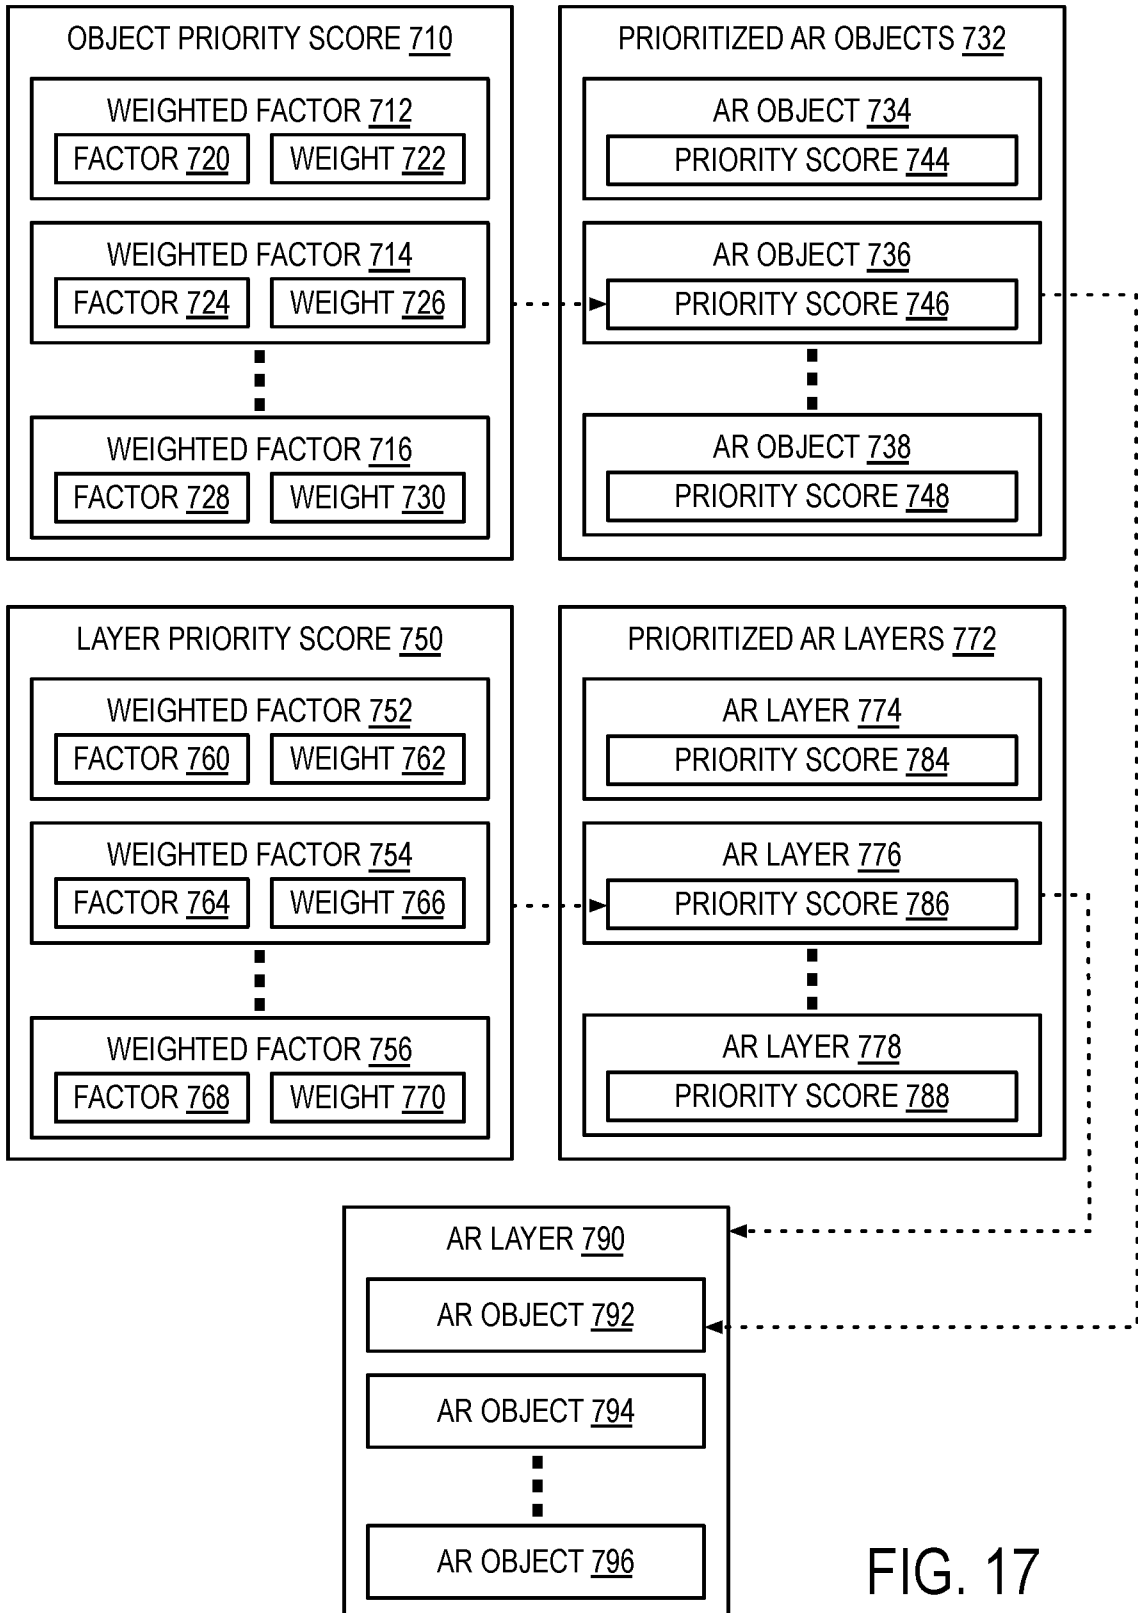 OBJECT PRIORITY SCORE 710
WEIGHTED FACTOR 712
FACTOR 720
WEIGHT 722
WEIGHTED FACTOR 714
FACTOR 724
WEIGHT 726
WEIGHTED FACTOR 716
FACTOR 728
WEIGHT 730
PRIORITIZED AR OBJECTS 732
AR OBJECT 734
PRIORITY SCORE 744
AR OBJECT 736
PRIORITY SCORE 746
AR OBJECT 738
PRIORITY SCORE 748
LAYER PRIORITY SCORE 750
WEIGHTED FACTOR 752
FACTOR 760
WEIGHT 762
WEIGHTED FACTOR 754
FACTOR 764
WEIGHT 766
WEIGHTED FACTOR 756
FACTOR 768
WEIGHT 770
PRIORITIZED AR LAYERS 772
AR LAYER 774
PRIORITY SCORE 784
AR LAYER 776
PRIORITY SCORE 786
AR LAYER 778
PRIORITY SCORE 788
AR LAYER 790
AR OBJECT 792
AR OBJECT 794
AR OBJECT 796
FIG. 17